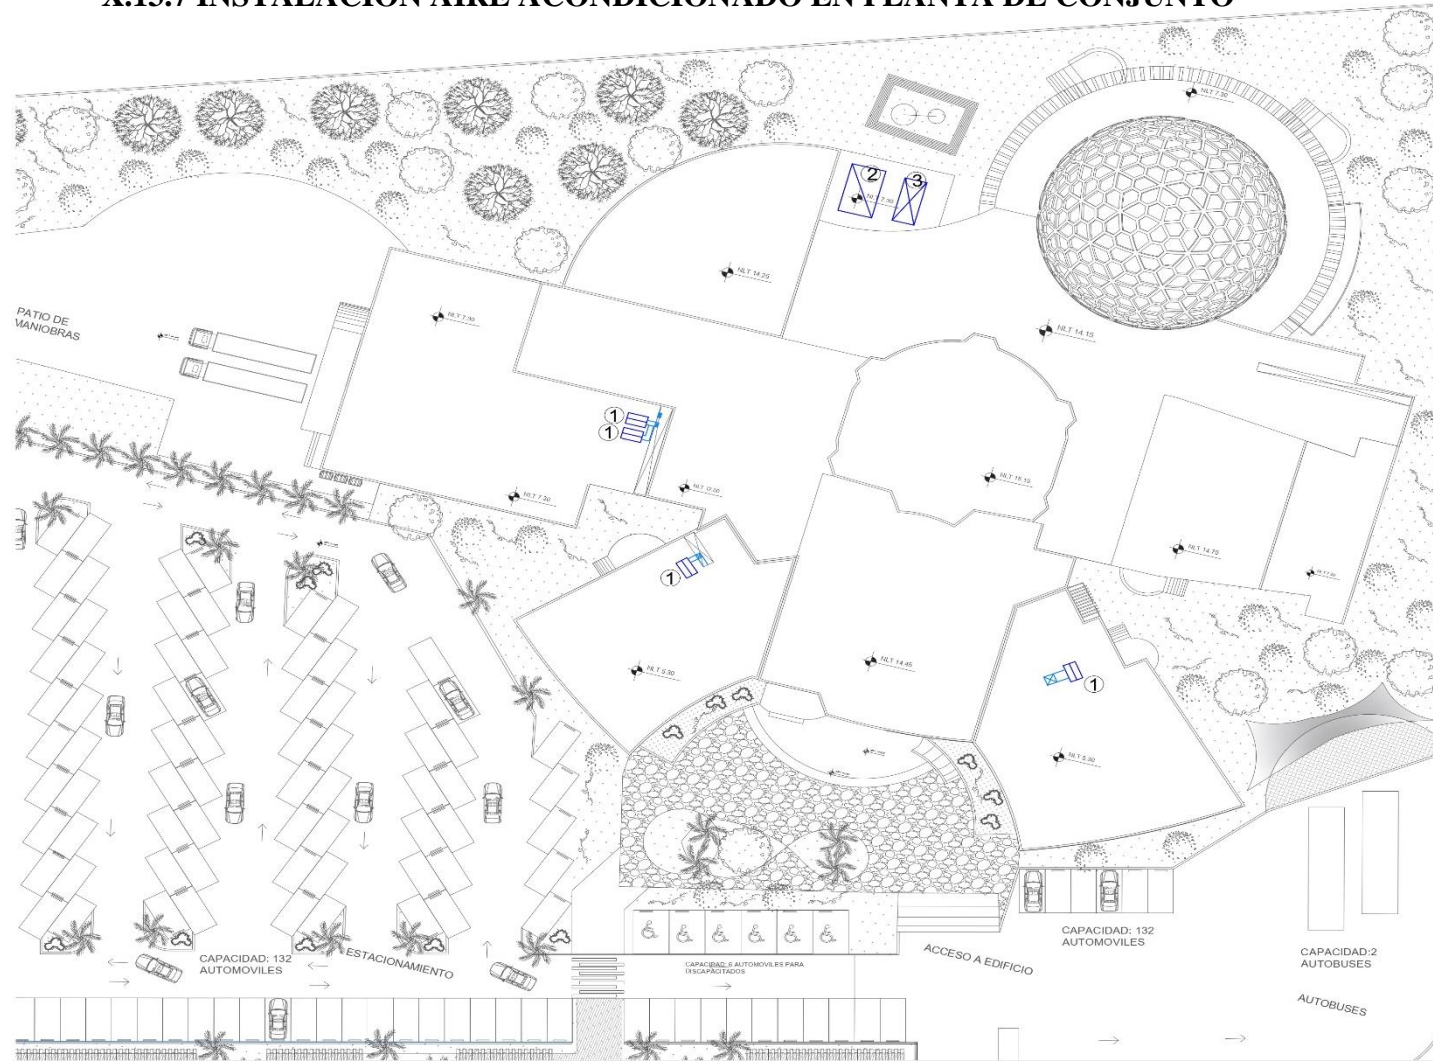 X.15.7 INSTALACIÓN AIRE ACONDICIONADO EN PLANTA DE CONJUNTO
NLT 7.30
2
3
NLT 7.30
NLT 14.25
PATIO DE
MANIOBRAS
NLT 7.30
NLT 14.15
1
1
NLT 7.30
NLT 14.75
1
NLT 5.30
NLT 14.45
1
NLT 5.30
CAPACIDAD: 132
AUTOMOVILES
ESTACIONAMIENTO
CAPACIDAD: 6 AUTOMOVILES PARA
DISCAPACITADOS
ACCESO A EDIFICIO
CAPACIDAD: 132
AUTOMOVILES
CAPACIDAD:2
AUTOBUSES
AUTOBUSES